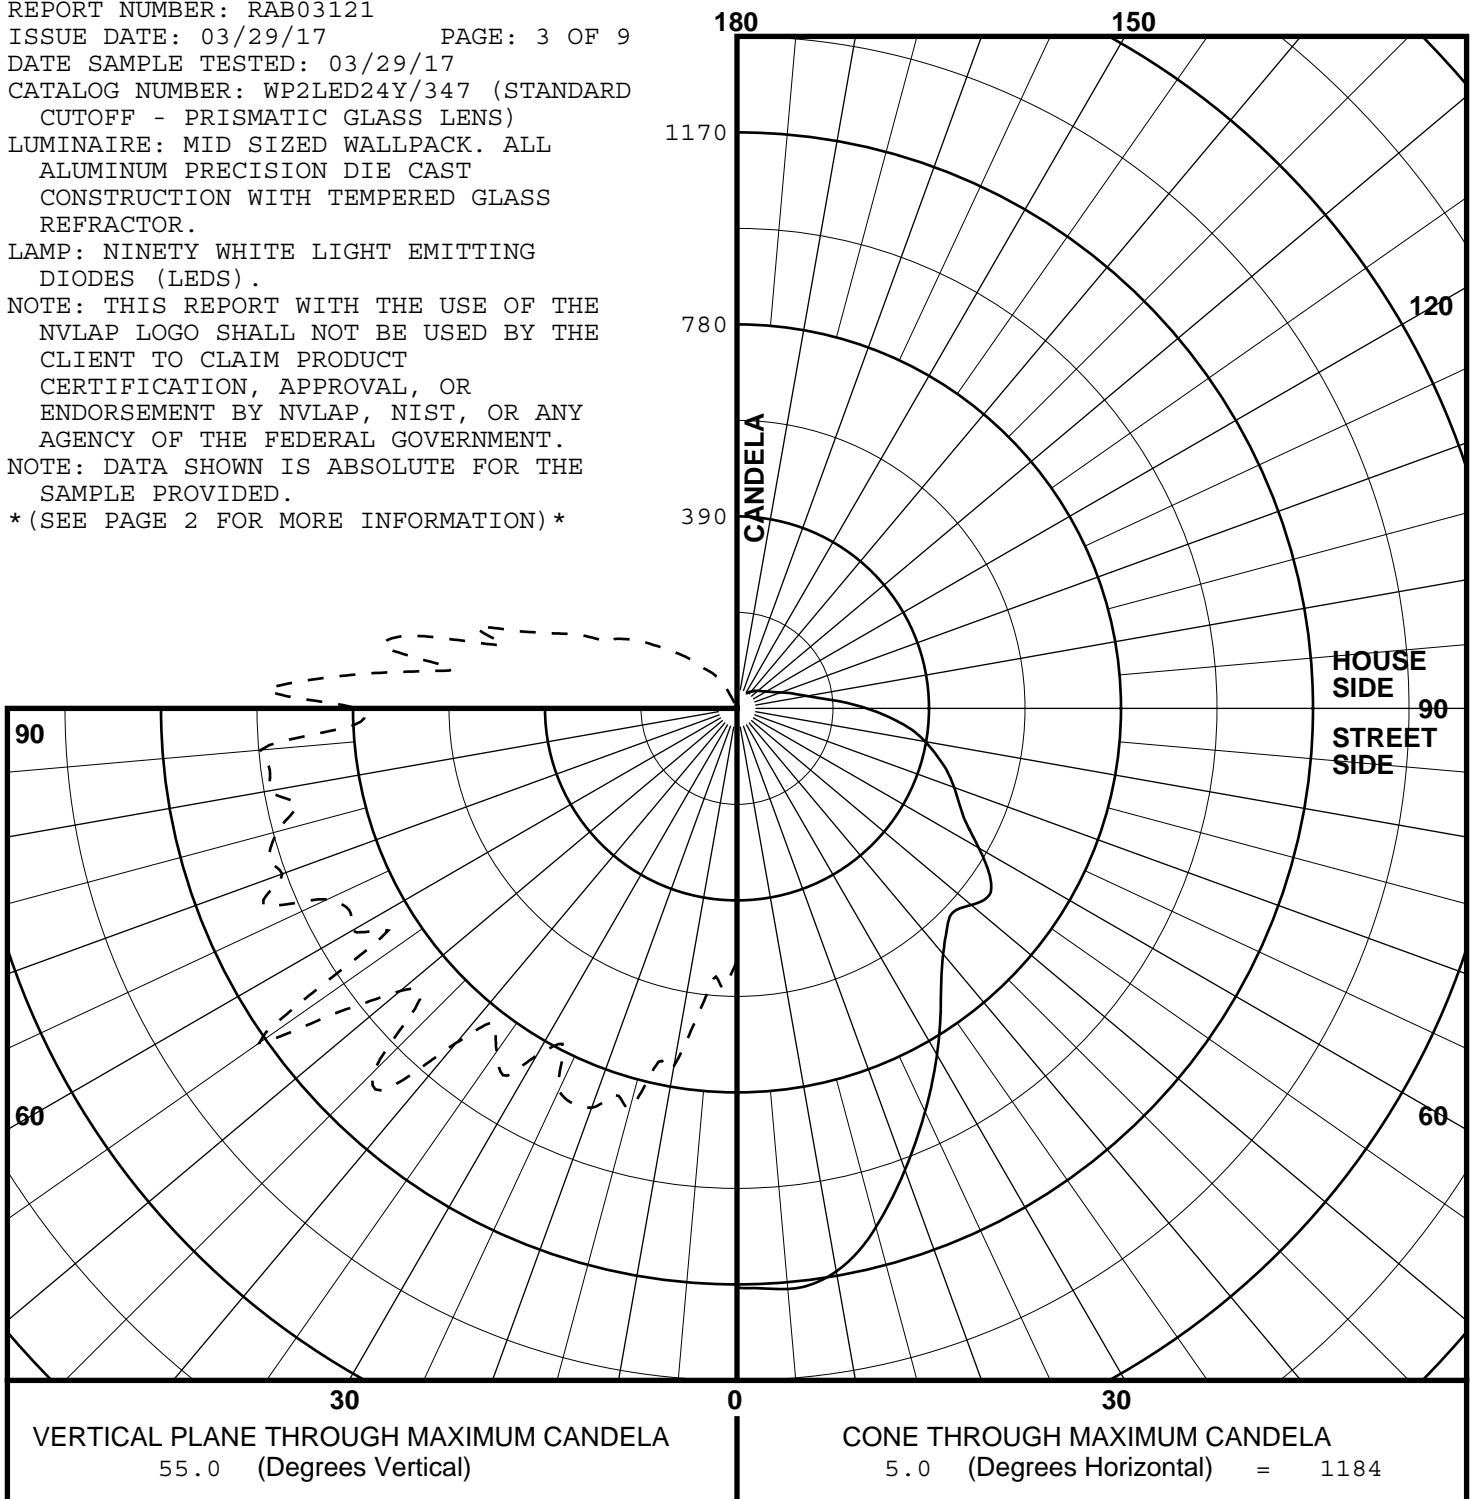 REPORT NUMBER: RAB03121
ISSUE DATE: 03/29/17 PAGE: 3 OF 9
DATE SAMPLE TESTED: 03/29/17
CATALOG NUMBER: WP2LED24Y/347 (STANDARD
CUTOFF - PRISMATIC GLASS LENS)
LUMINAIRE: MID SIZED WALLPACK. ALL
ALUMINUM PRECISION DIE CAST
CONSTRUCTION WITH TEMPERED GLASS
REFRACTOR.
LAMP: NINETY WHITE LIGHT EMITTING
DIODES (LEDS).
NOTE: THIS REPORT WITH THE USE OF THE
NVLAP LOGO SHALL NOT BE USED BY THE
CLIENT TO CLAIM PRODUCT
CERTIFICATION, APPROVAL, OR
ENDORSEMENT BY NVLAP, NIST, OR ANY
AGENCY OF THE FEDERAL GOVERNMENT.
NOTE: DATA SHOWN IS ABSOLUTE FOR THE
SAMPLE PROVIDED.
*(SEE PAGE 2 FOR MORE INFORMATION)*
180
150
1170
120
780
CANDELA
390
HOUSE
SIDE
90
90
STREET
SIDE
60
60
30
0
30
VERTICAL PLANE THROUGH MAXIMUM CANDELA
55.0 (Degrees Vertical)
CONE THROUGH MAXIMUM CANDELA
5.0 (Degrees Horizontal) = 1184